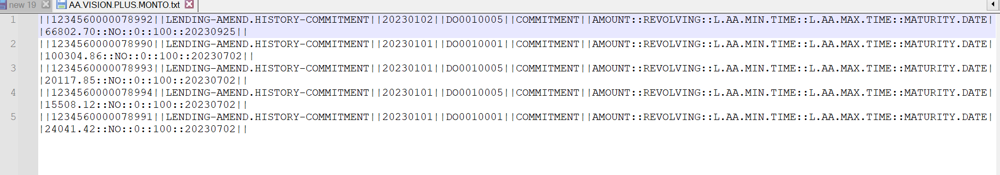 new 19
AA.VISION.PLUS.MONTO.txt
1 ||1234560000078992||LENDING-AMEND.HISTORY-COMMITMENT||20230102||DO0010005||COMMITMENT||AMOUNT::REVOLVING::L.AA.MIN.TIME::L.AA.MAX.TIME::MATURITY.DATE|
|66802.70::NO::0::100::20230925||
2 ||1234560000078990||LENDING-AMEND.HISTORY-COMMITMENT||20230101||DO0010001||COMMITMENT||AMOUNT::REVOLVING::L.AA.MIN.TIME::L.AA.MAX.TIME::MATURITY.DATE|
|100304.86::NO::0::100::20230702||
3 ||1234560000078993||LENDING-AMEND.HISTORY-COMMITMENT||20230101||DO0010005||COMMITMENT||AMOUNT::REVOLVING::L.AA.MIN.TIME::L.AA.MAX.TIME::MATURITY.DATE|
|20117.85::NO::0::100::20230702||
4 ||1234560000078994||LENDING-AMEND.HISTORY-COMMITMENT||20230101||DO0010005||COMMITMENT||AMOUNT::REVOLVING::L.AA.MIN.TIME::L.AA.MAX.TIME::MATURITY.DATE|
|15508.12::NO::0::100::20230702||
5 ||1234560000078991||LENDING-AMEND.HISTORY-COMMITMENT||20230101||DO0010001||COMMITMENT||AMOUNT::REVOLVING::L.AA.MIN.TIME::L.AA.MAX.TIME::MATURITY.DATE|
|24041.42::NO::0::100::20230702||